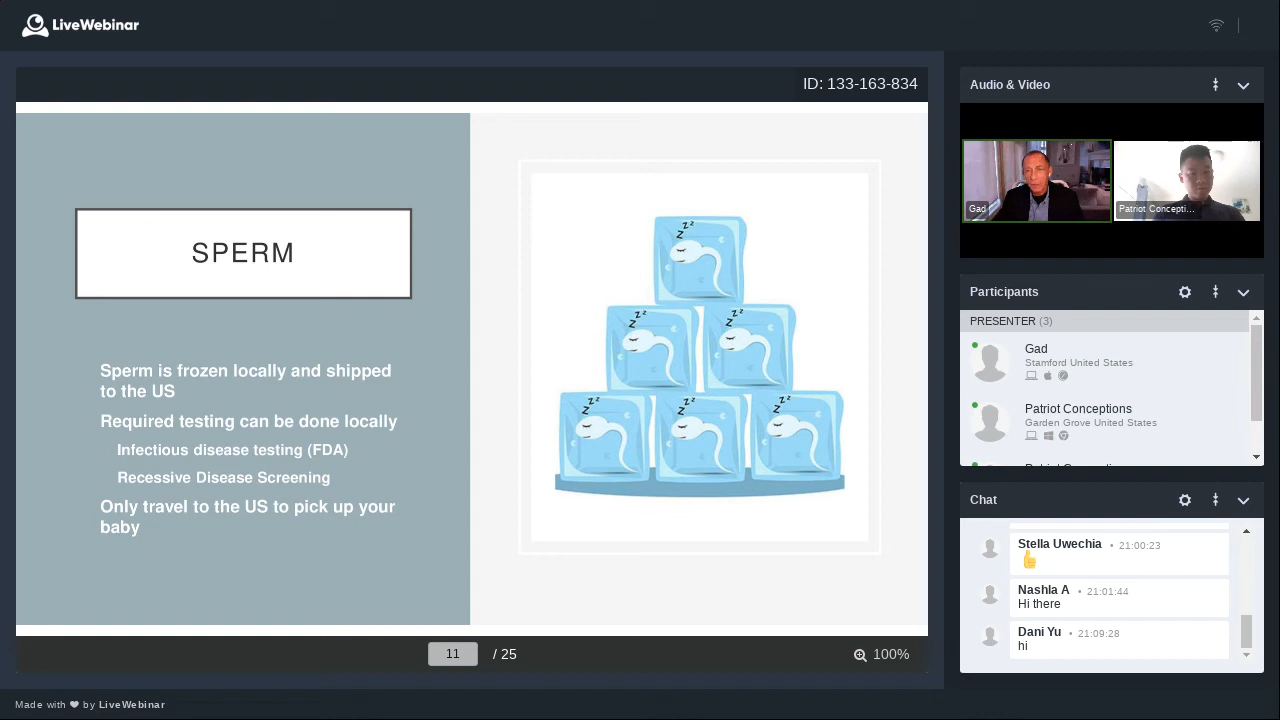 LiveWebinar
ID: 133-163-834
SPERM
Sperm is frozen locally and shipped
to the US
Required testing can be done locally
Infectious disease testing (FDA)
Recessive Disease Screening
Only travel to the US to pick up your
baby
z z z
z z z
z z z
z z z
z z z
z z z
11 / 25
100%
Audio & Video
Gad
Patriot Concepti...
Participants
PRESENTER (3)
Gad
Stamford United States
Patriot Conceptions
Garden Grove United States
Chat
Stella Uwechia • 21:00:23
Nashla A • 21:01:44
Hi there
Dani Yu • 21:09:28
hi
Made with by LiveWebinar